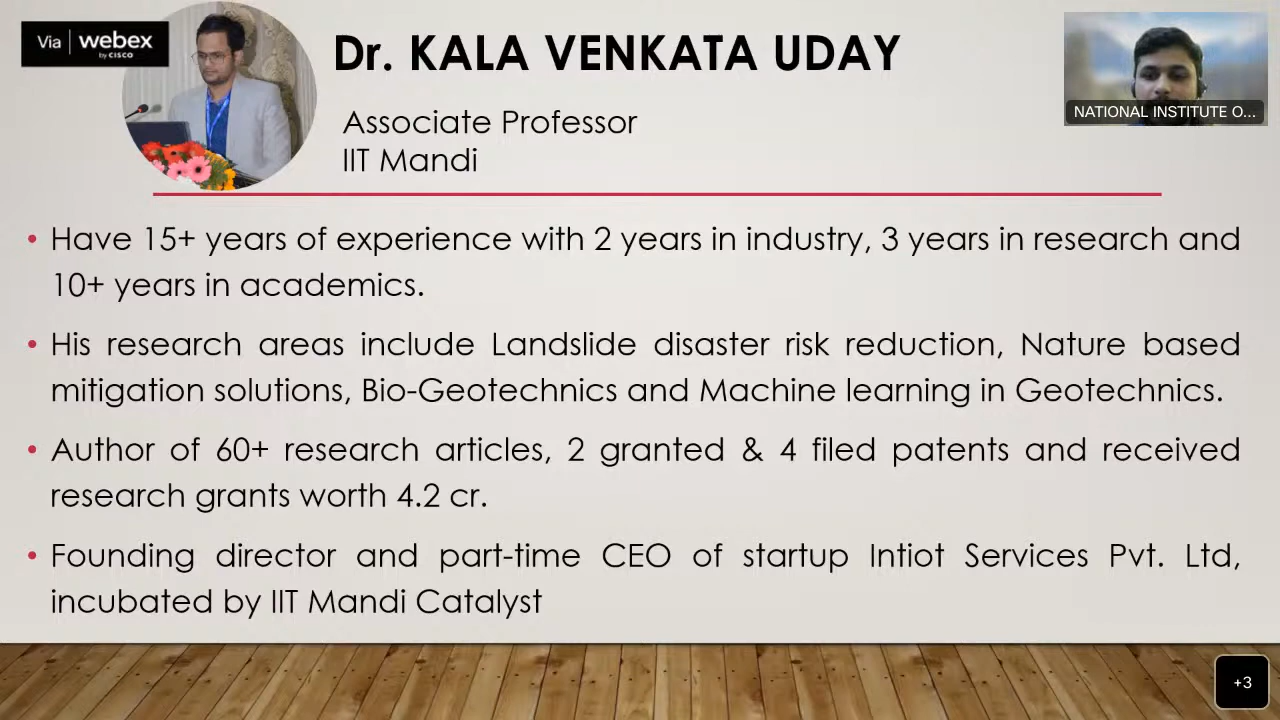 Via webex
by CISCO
Dr. KALA VENKATA UDAY
Associate Professor
IIT Mandi
NATIONAL INSTITUTE O...
• Have 15+ years of experience with 2 years in industry, 3 years in research and
10+ years in academics.
• His research areas include Landslide disaster risk reduction, Nature based
mitigation solutions, Bio-Geotechnics and Machine learning in Geotechnics.
• Author of 60+ research articles, 2 granted & 4 filed patents and received
research grants worth 4.2 cr.
• Founding director and part-time CEO of startup Intiot Services Pvt. Ltd,
incubated by IIT Mandi Catalyst
+3